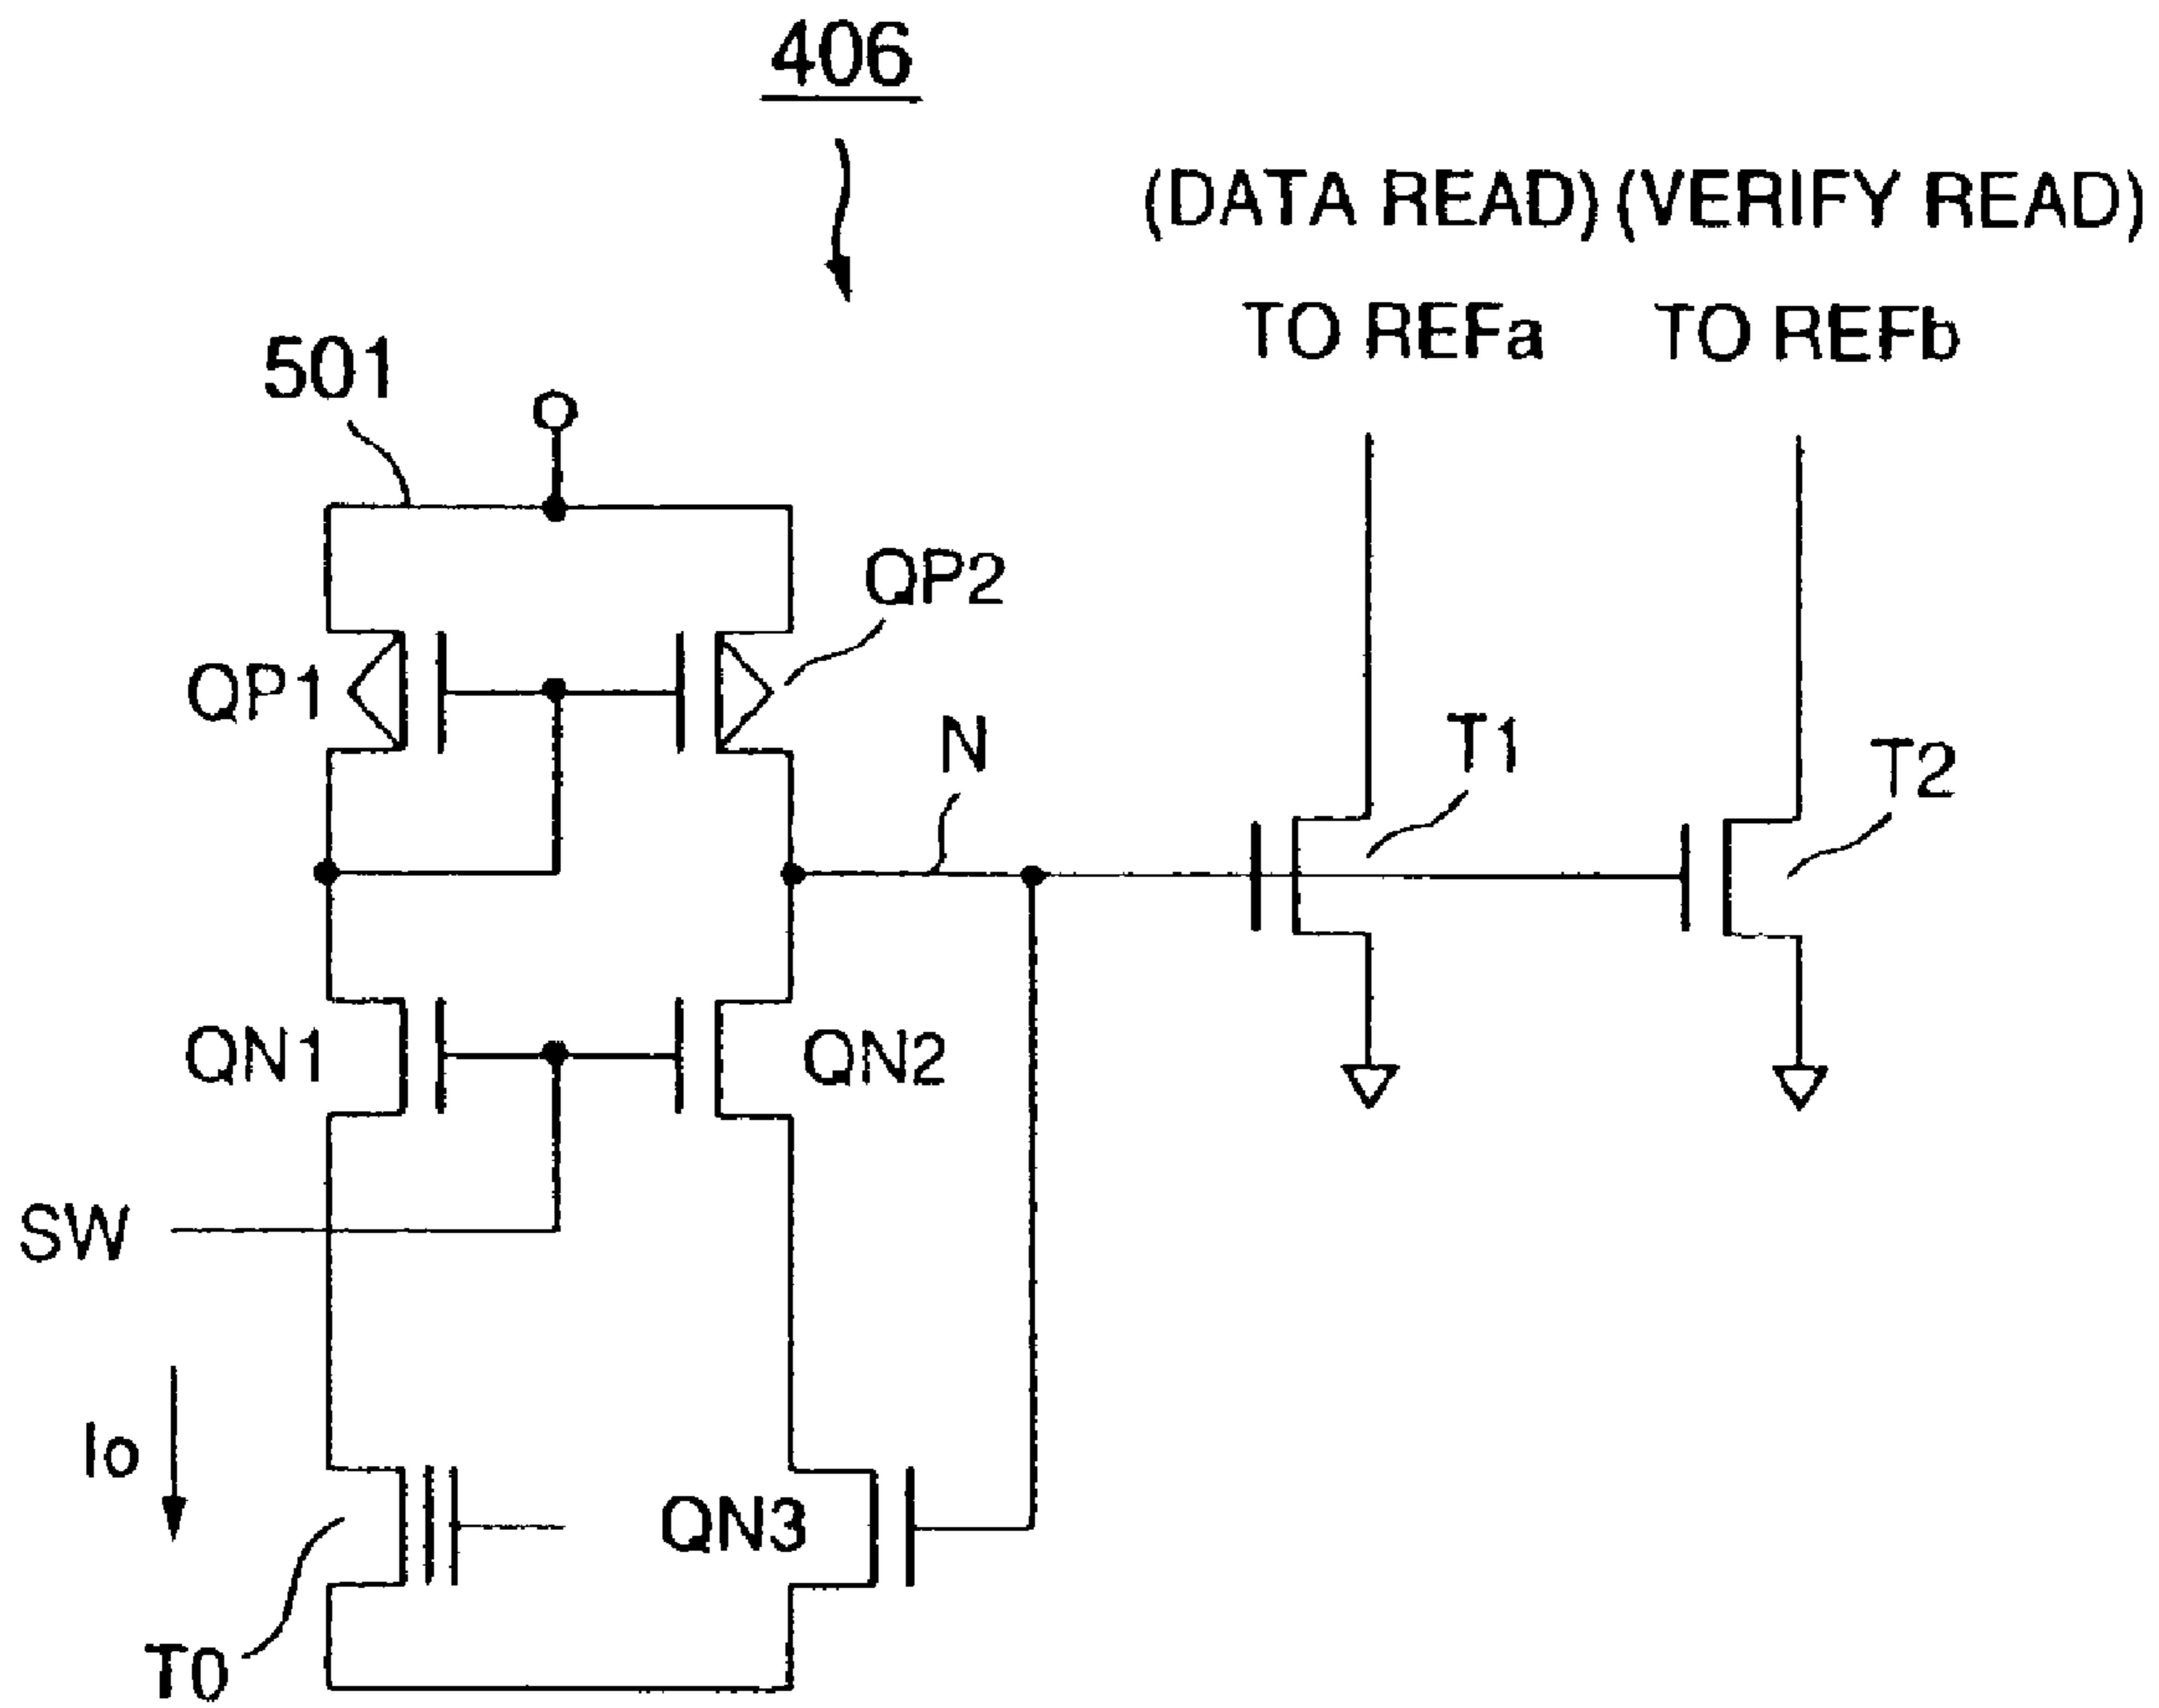 406
(DATA READ) (VERIFY READ)
TO REFa TO REFb
501
QP2
QP1
N
T1
T2
QN1
QN2
SW
Io
QN3
T0